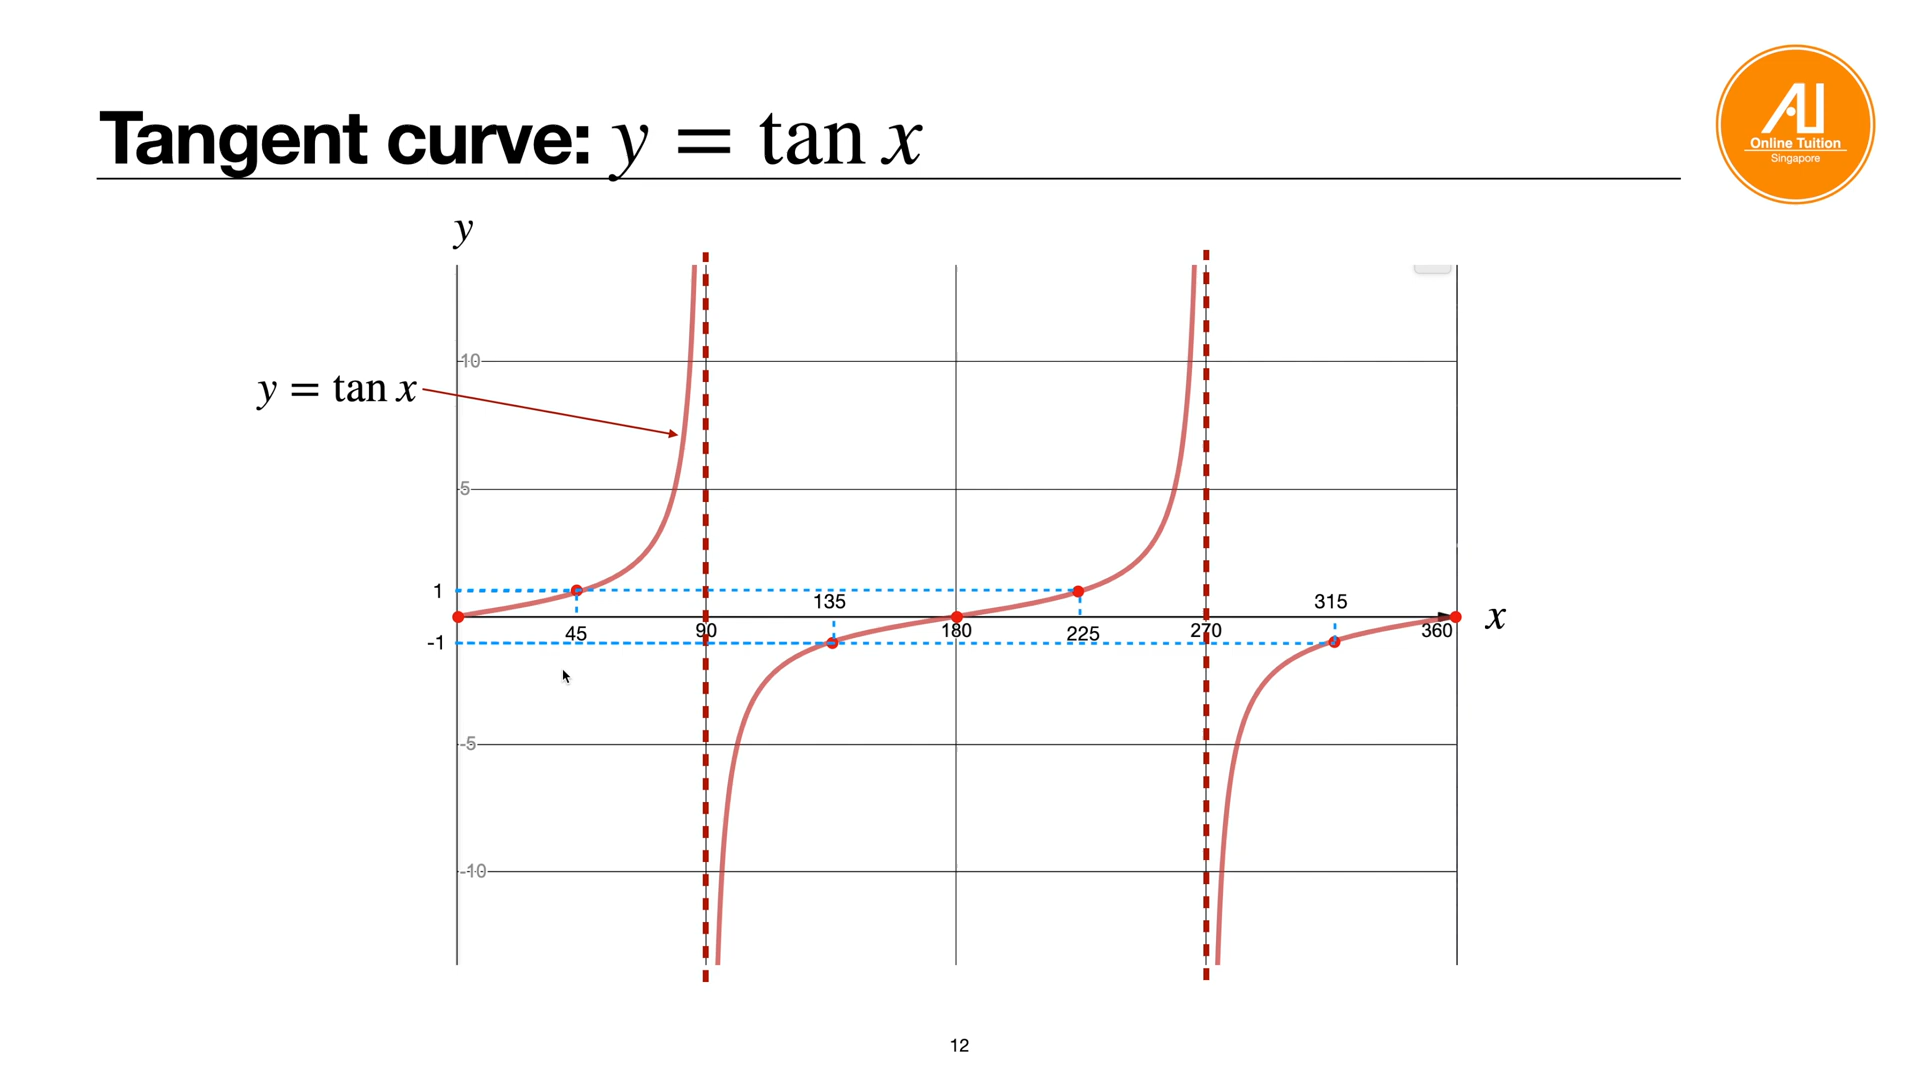 Tangent curve: y = tan x
AU
Online Tuition
Singapore
y
10
y = tan x
5
1
135
315
x
45
90
180
225
270
360
-1
-5
-10
12